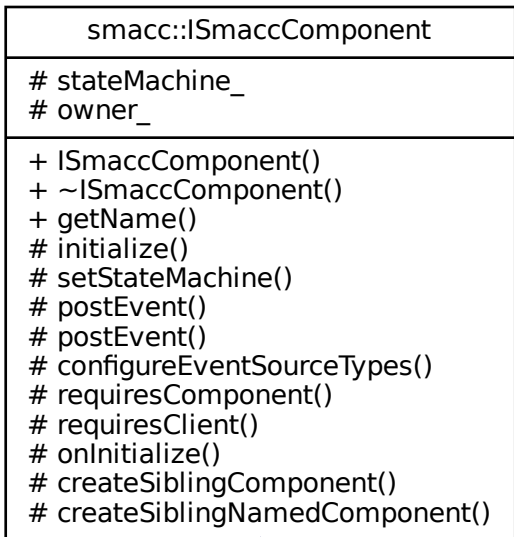 smacc::ISmaccComponent
# stateMachine_
# owner_
+ ISmaccComponent()
+ ~ISmaccComponent()
+ getName()
# initialize()
# setStateMachine()
# postEvent()
# postEvent()
# configureEventSourceTypes()
# requiresComponent()
# requiresClient()
# onInitialize()
# createSiblingComponent()
# createSiblingNamedComponent()